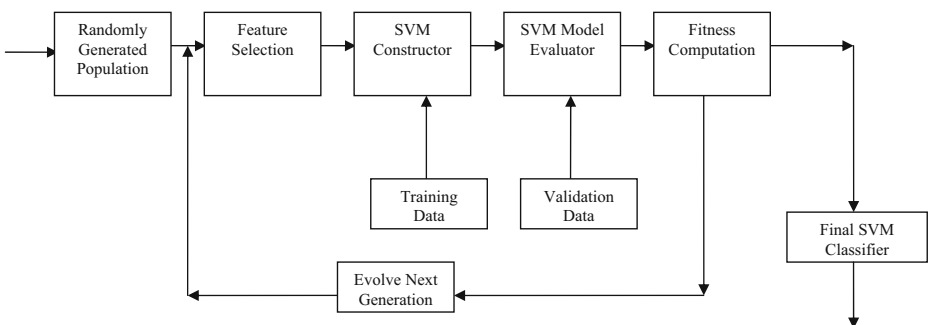 Randomly
Generated
Population
Feature
Selection
SVM
Constructor
SVM Model
Evaluator
Fitness
Computation
Training
Data
Validation
Data
Final SVM
Classifier
Evolve Next
Generation